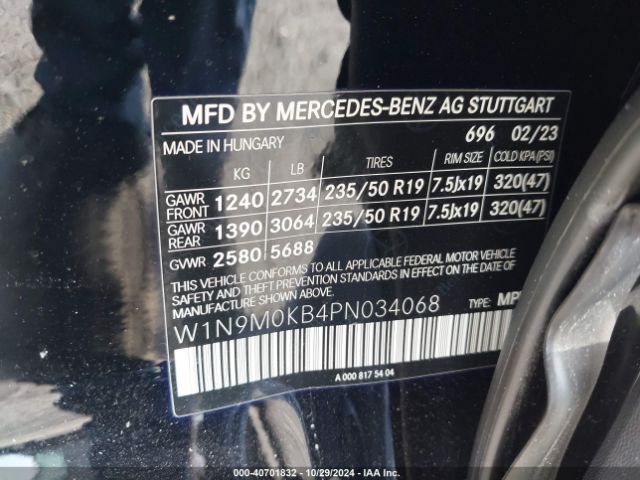 MFD BY MERCEDES-BENZ AG STUTTGART
MADE IN HUNGARY 696 02/23
KG LB TIRES RIM SIZE COLD KPA(PSI)
GAWR FRONT 1240 2734 235/50 R19 7.5Jx19 320(47)
GAWR REAR 1390 3064 235/50 R19 7.5Jx19 320(47)
GVWR 2580 5688
THIS VEHICLE CONFORMS TO ALL APPLICABLE FEDERAL MOTOR VEHICLE
SAFETY AND THEFT PREVENTION STANDARDS IN EFFECT ON THE DATE OF
MANUFACTURE SHOWN ABOVE.
W1N9M0KB4PN034068 TYPE: MP
A 000 817 54 04
000-40701832 - 10/29/2024 - IAA Inc.